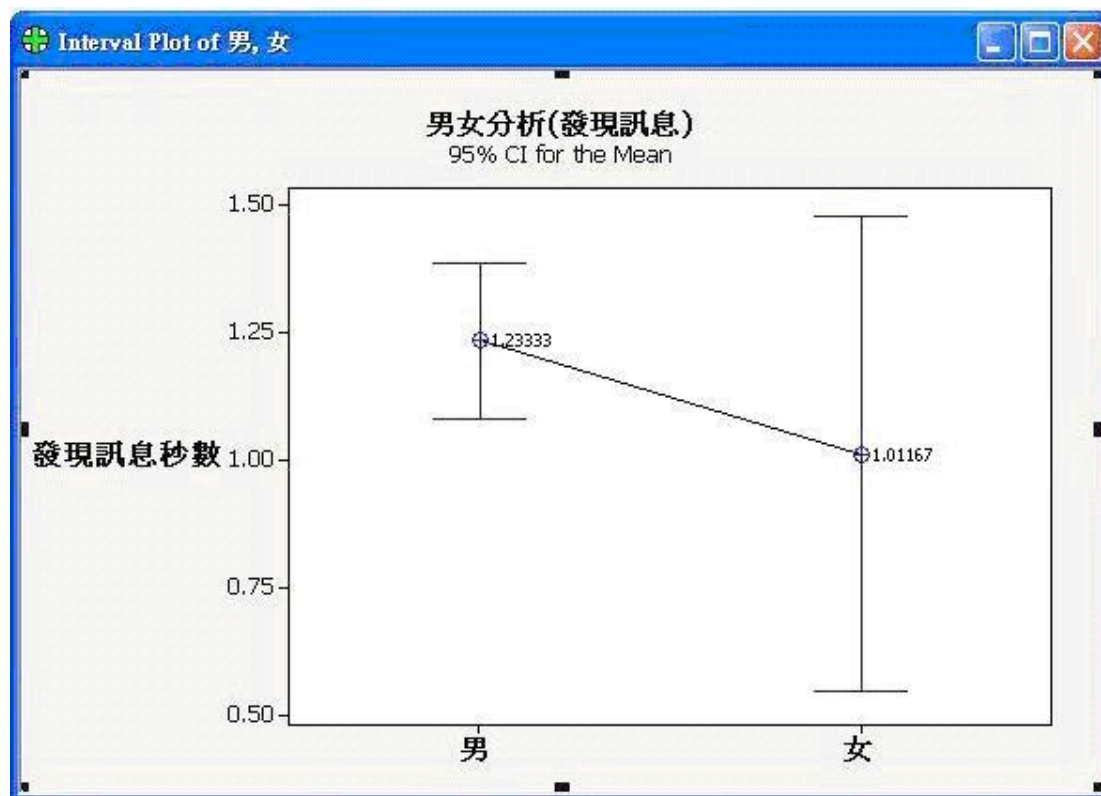 Interval Plot of 男, 女
男女分析(發現訊息)
95% CI for the Mean
1.50
1.25
1.23333
發現訊息秒數
1.00
1.01167
0.75
0.50
男
女